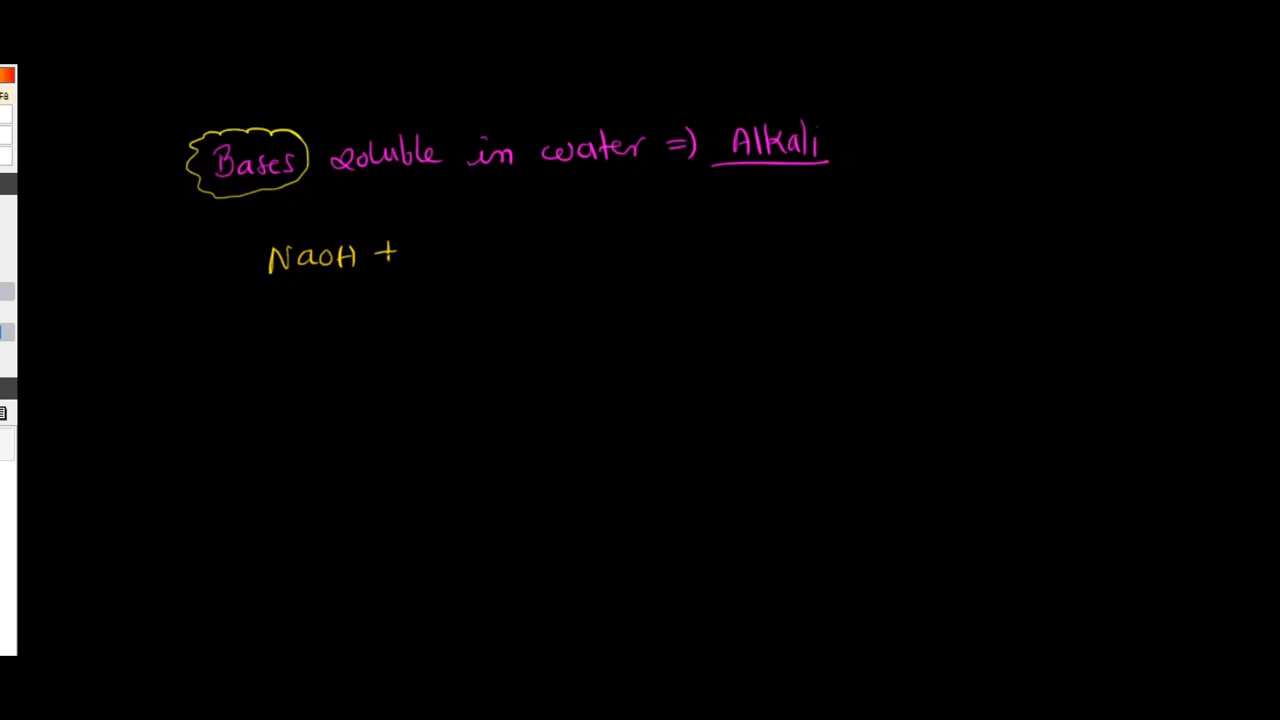 Bases soluble in water => Alkali
NaOH +